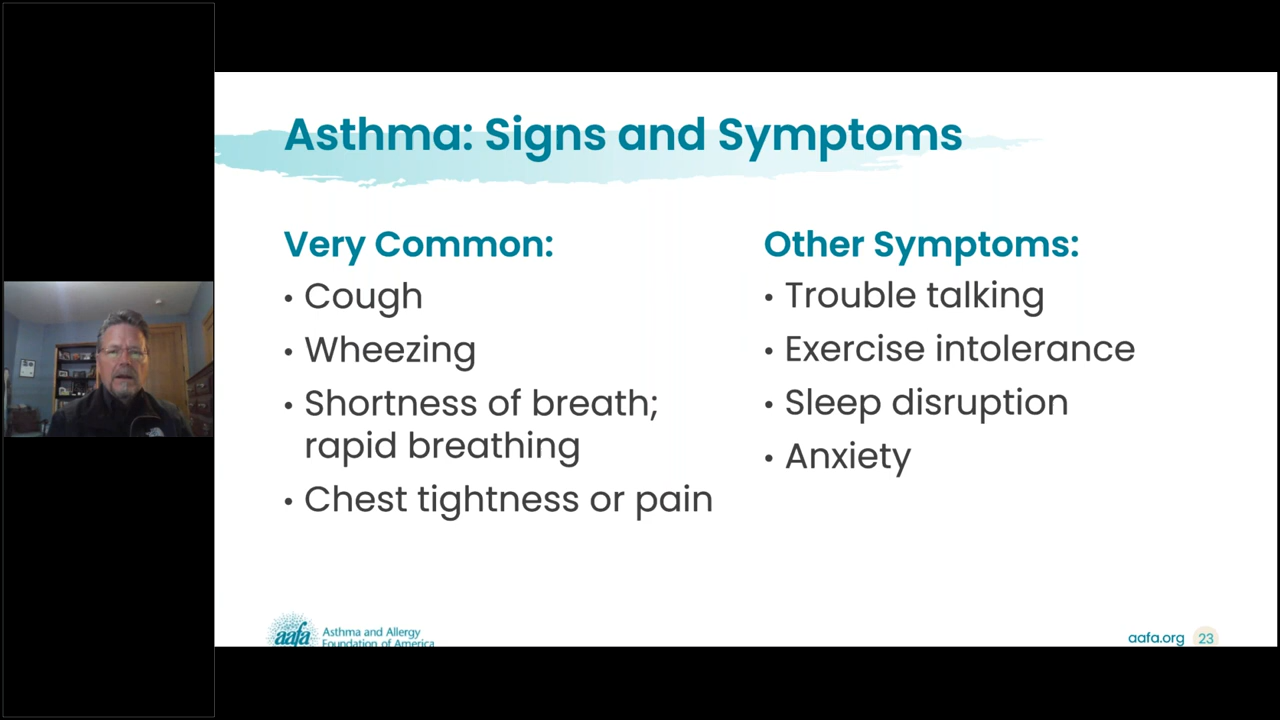 Asthma: Signs and Symptoms
Very Common:
• Cough
• Wheezing
• Shortness of breath;
rapid breathing
• Chest tightness or pain
Other Symptoms:
• Trouble talking
• Exercise intolerance
• Sleep disruption
• Anxiety
aafa Asthma and Allergy
Foundation of America
aafa.org 23